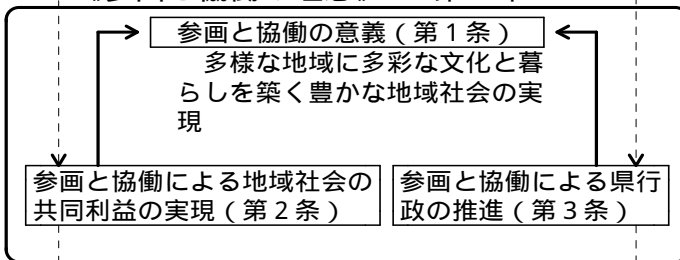 参画と協働の意義（第１条）
多様な地域に多彩な文化と暮
らしを築く豊かな地域社会の実
現
参画と協働による地域社会の
共同利益の実現（第２条）
参画と協働による県行
政の推進（第３条）